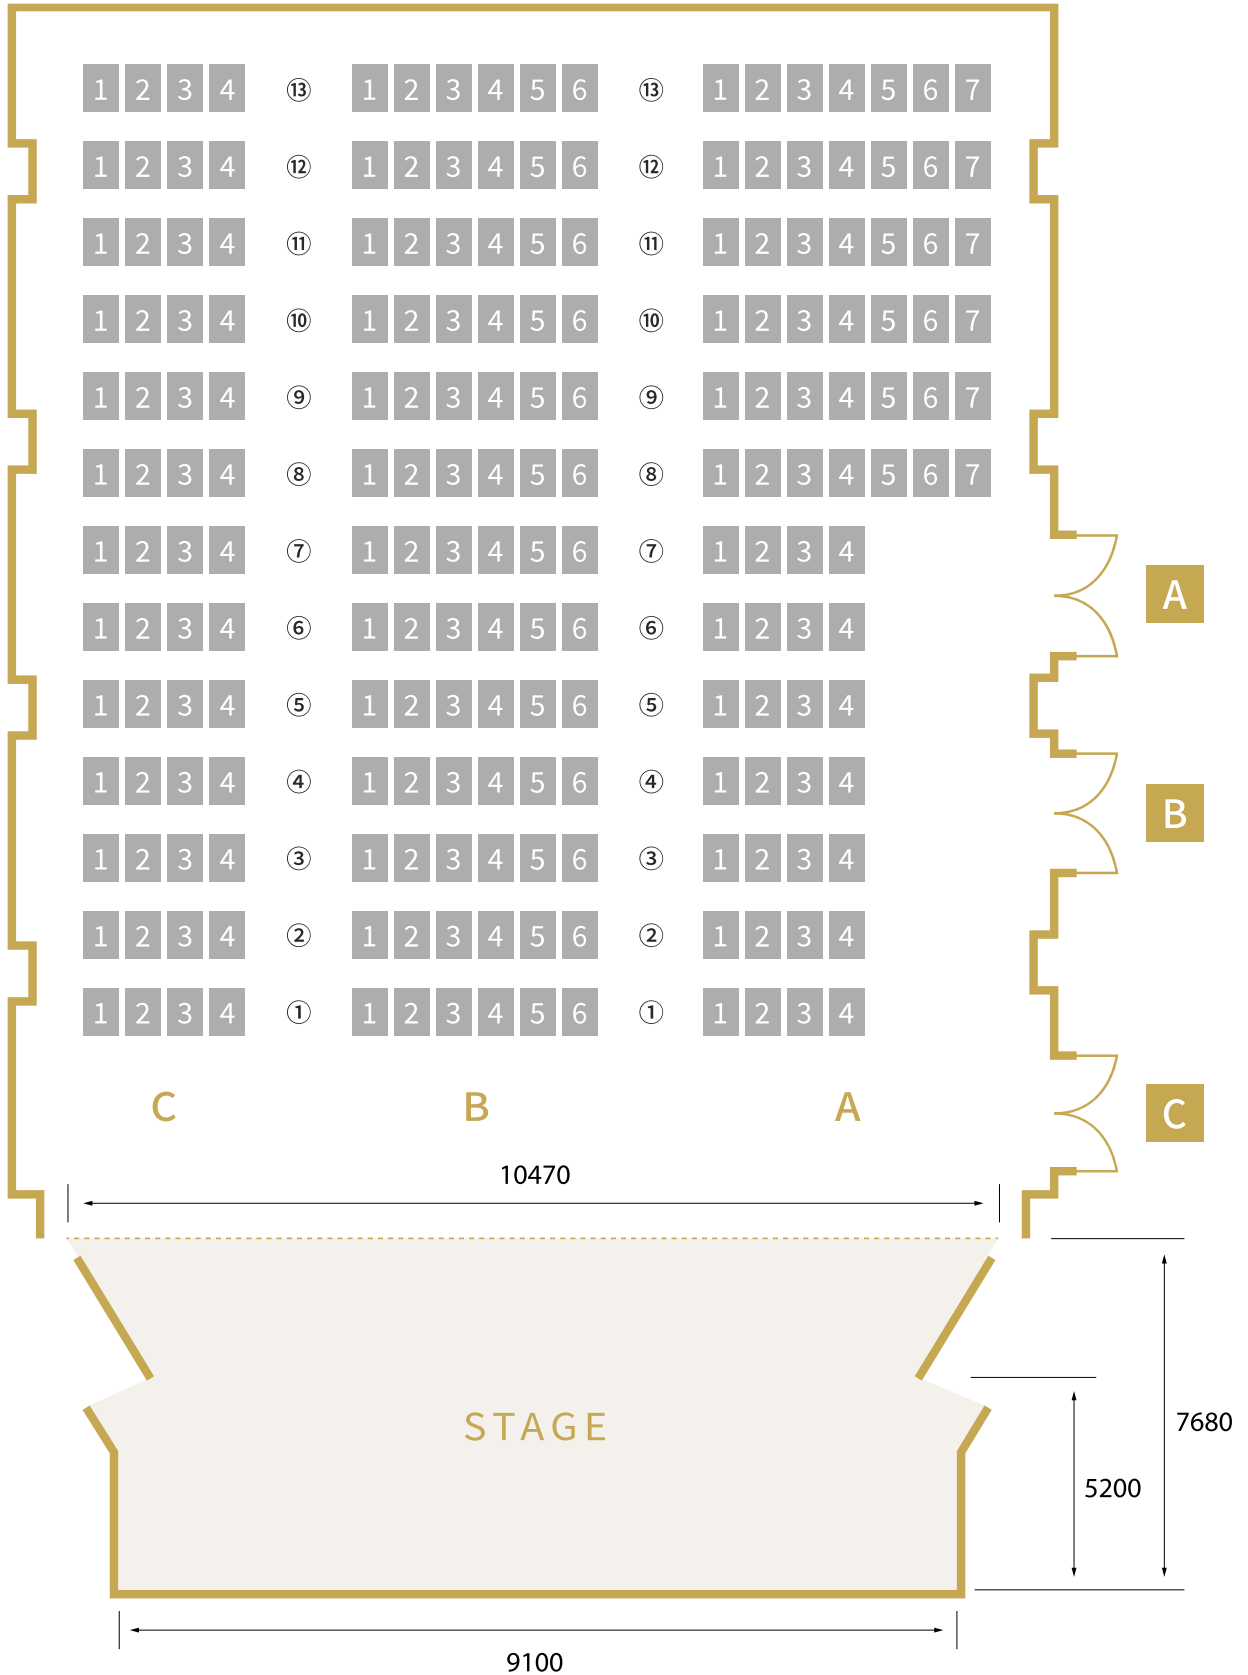 1 2 3 4 ⑬ 1 2 3 4 5 6 ⑬ 1 2 3 4 5 6 7
1 2 3 4 ⑫ 1 2 3 4 5 6 ⑫ 1 2 3 4 5 6 7
1 2 3 4 ⑪ 1 2 3 4 5 6 ⑪ 1 2 3 4 5 6 7
1 2 3 4 ⑩ 1 2 3 4 5 6 ⑩ 1 2 3 4 5 6 7
1 2 3 4 ⑨ 1 2 3 4 5 6 ⑨ 1 2 3 4 5 6 7
1 2 3 4 ⑧ 1 2 3 4 5 6 ⑧ 1 2 3 4 5 6 7
1 2 3 4 ⑦ 1 2 3 4 5 6 ⑦ 1 2 3 4
A
1 2 3 4 ⑥ 1 2 3 4 5 6 ⑥ 1 2 3 4
1 2 3 4 ⑤ 1 2 3 4 5 6 ⑤ 1 2 3 4
1 2 3 4 ④ 1 2 3 4 5 6 ④ 1 2 3 4
B
1 2 3 4 ③ 1 2 3 4 5 6 ③ 1 2 3 4
1 2 3 4 ② 1 2 3 4 5 6 ② 1 2 3 4
1 2 3 4 ① 1 2 3 4 5 6 ① 1 2 3 4
C B A
C
10470
STAGE
7680
5200
9100